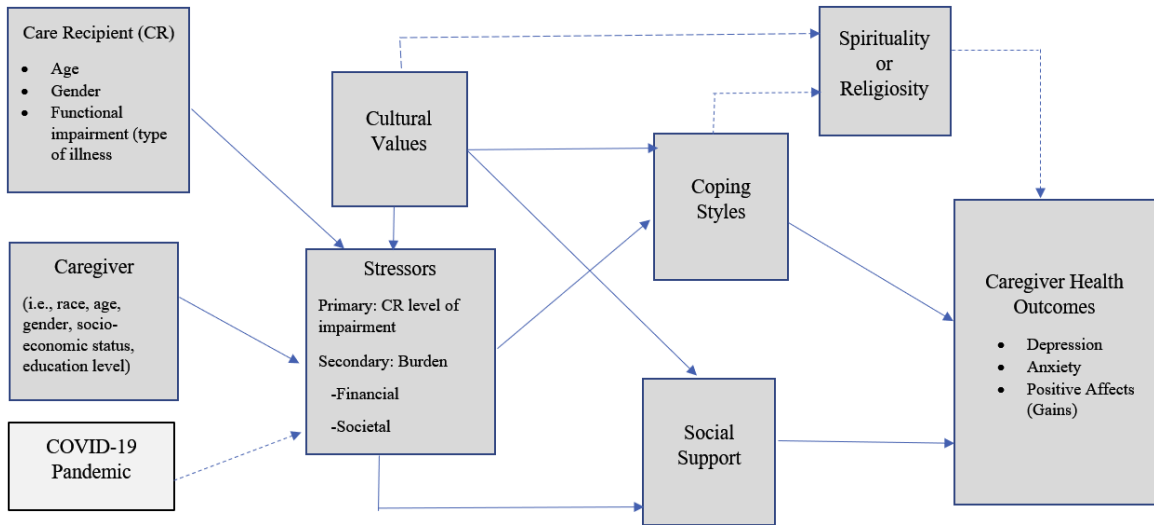 Care Recipient (CR)
• Age
• Gender
• Functional
impairment (type
of illness
Caregiver
(i.e., race, age,
gender, socio-
economic status,
education level)
COVID-19
Pandemic
Cultural
Values
Stressors
Primary: CR level of
impairment
Secondary: Burden
-Financial
-Societal
Spirituality
or
Religiosity
Coping
Styles
Social
Support
Caregiver Health
Outcomes
• Depression
• Anxiety
• Positive Affects
(Gains)